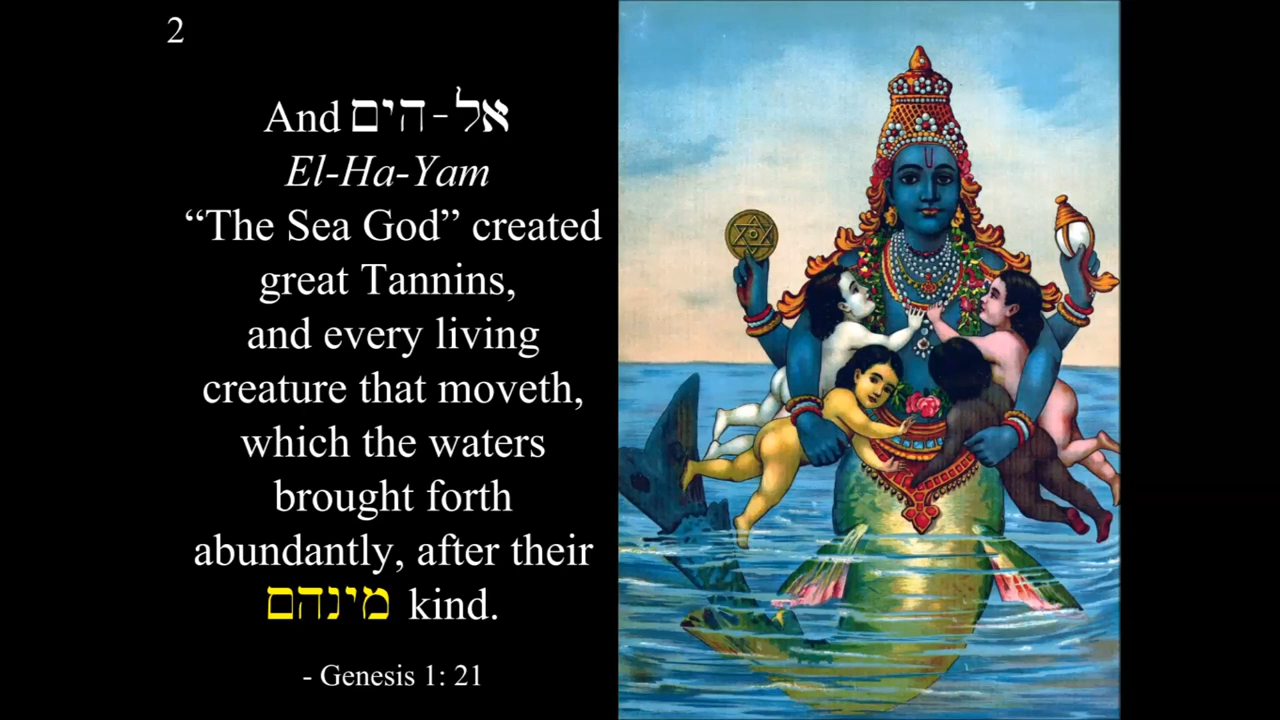 2
And אל-הים
El-Ha-Yam
“The Sea God” created
great Tannins,
and every living
creature that moveth,
which the waters
brought forth
abundantly, after their
מינהם kind.
- Genesis 1: 21